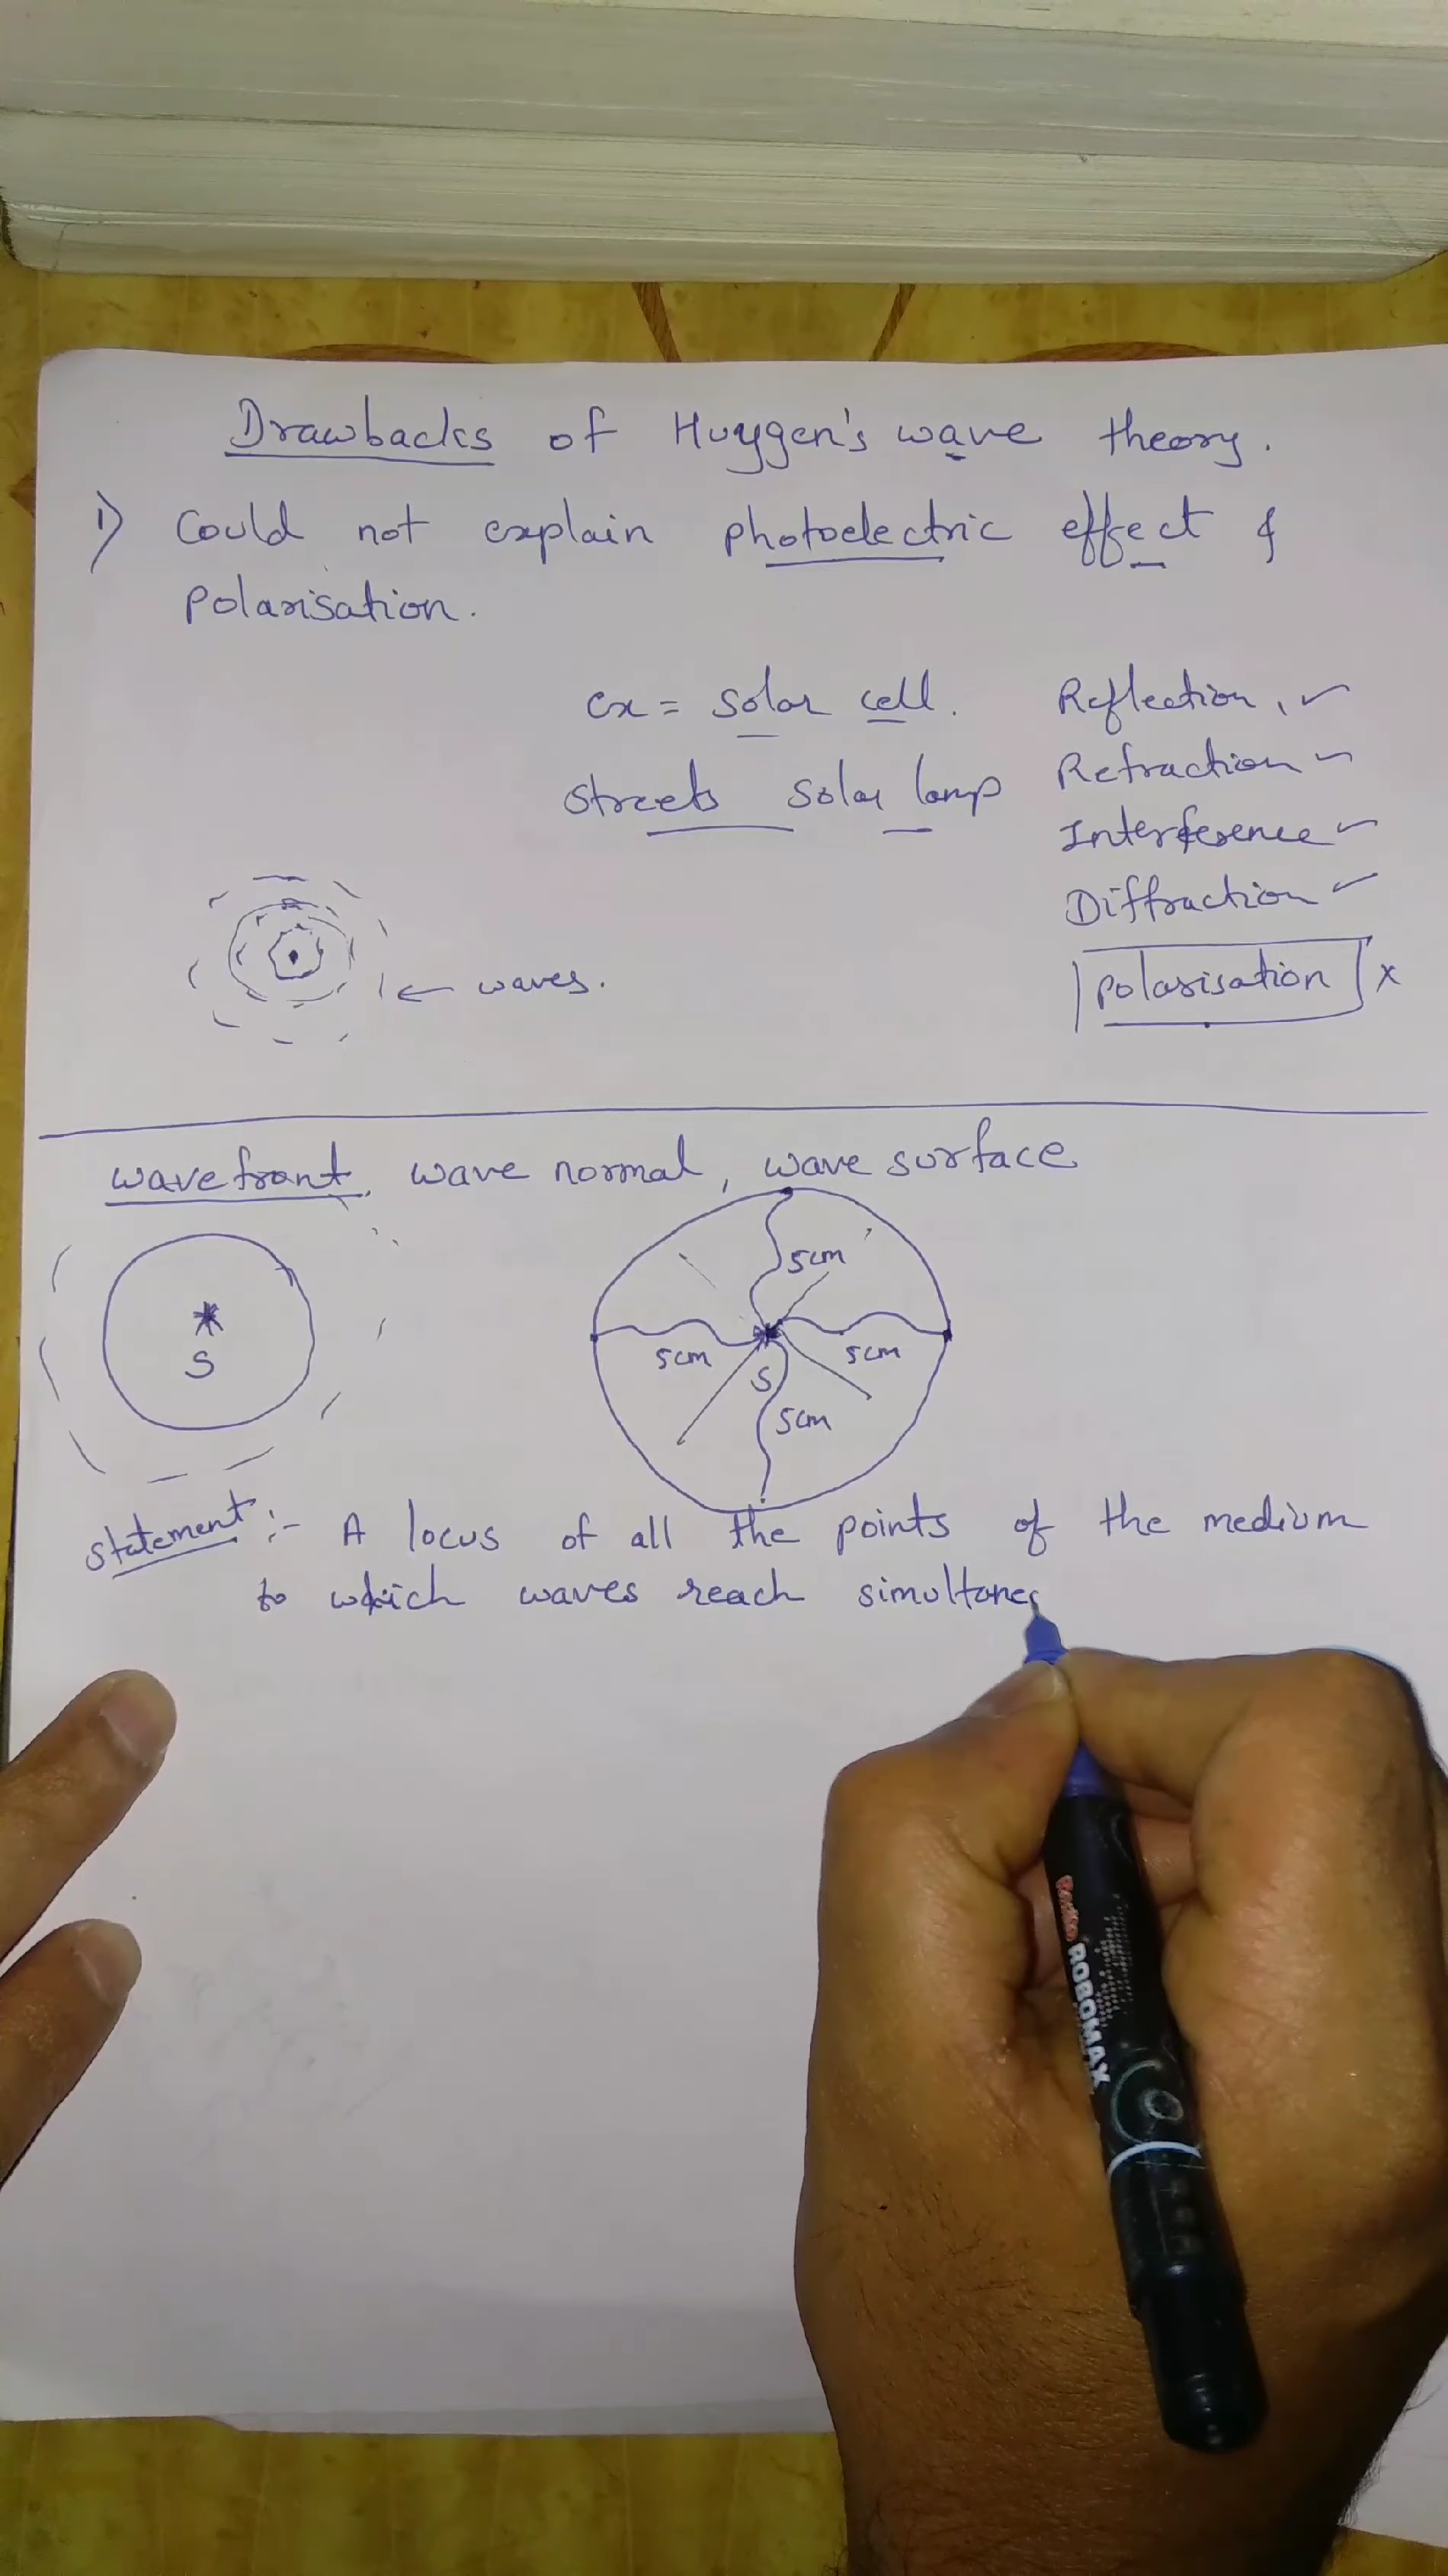 Drawbacks of Huygen's wave theory.
1) Could not explain photoelectric effect &
polarisation.
ex = solar cell.
streets solar lamp
Reflection, ✓
Refraction ✓
Interference ✓
Diffraction ✓
polarisation x
← waves.
wavefront, wave normal, wave surface
S
5cm
5cm
5cm
S
5cm
statement :- A locus of all the points of the medium
to which waves reach simultane
ROBOMAX